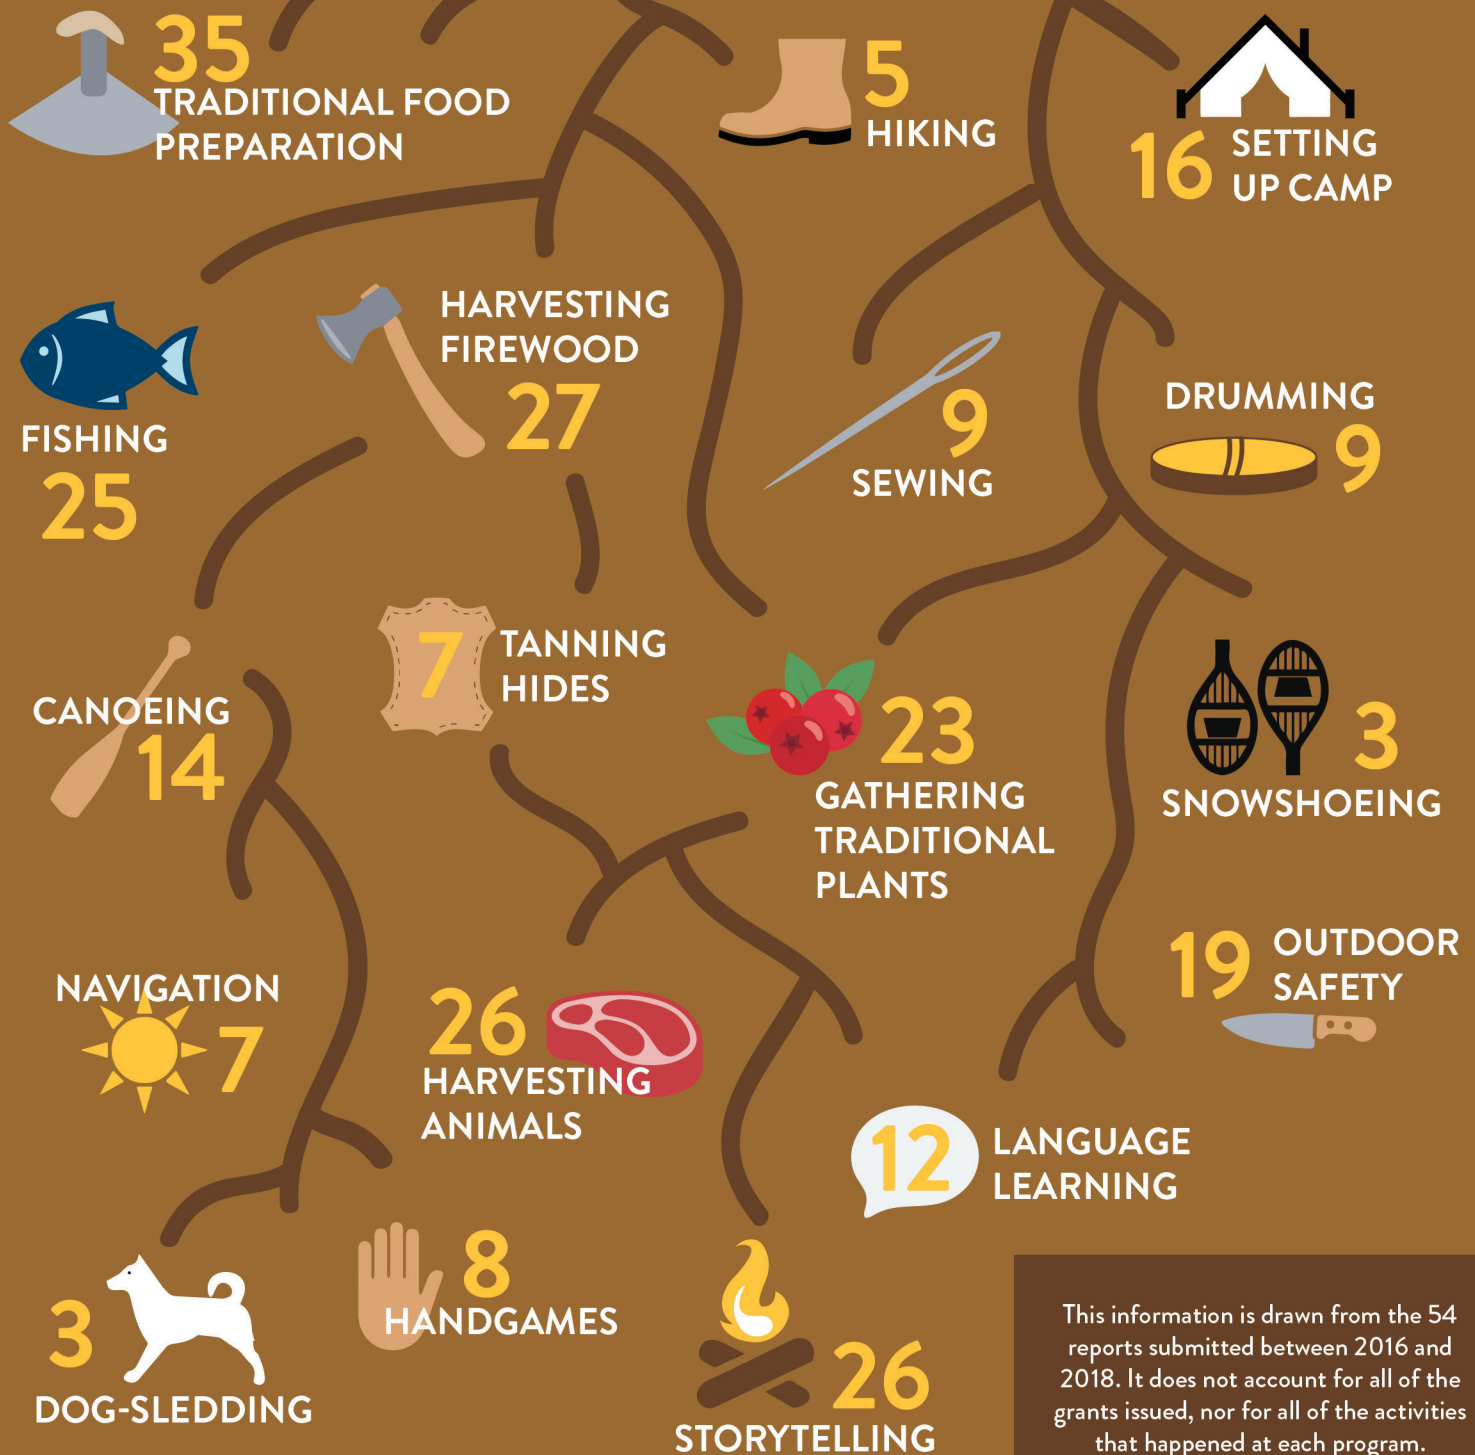 35
TRADITIONAL FOOD
PREPARATION
5
HIKING
16
SETTING
UP CAMP
FISHING
25
HARVESTING
FIREWOOD
27
9
SEWING
DRUMMING
9
CANOEING
14
7
TANNING
HIDES
23
GATHERING
TRADITIONAL
PLANTS
3
SNOWSHOEING
NAVIGATION
7
26
HARVESTING
ANIMALS
19
OUTDOOR
SAFETY
12
LANGUAGE
LEARNING
3
DOG-SLEDDING
8
HANDGAMES
26
STORYTELLING
This information is drawn from the 54
reports submitted between 2016 and
2018. It does not account for all of the
grants issued, nor for all of the activities
that happened at each program.